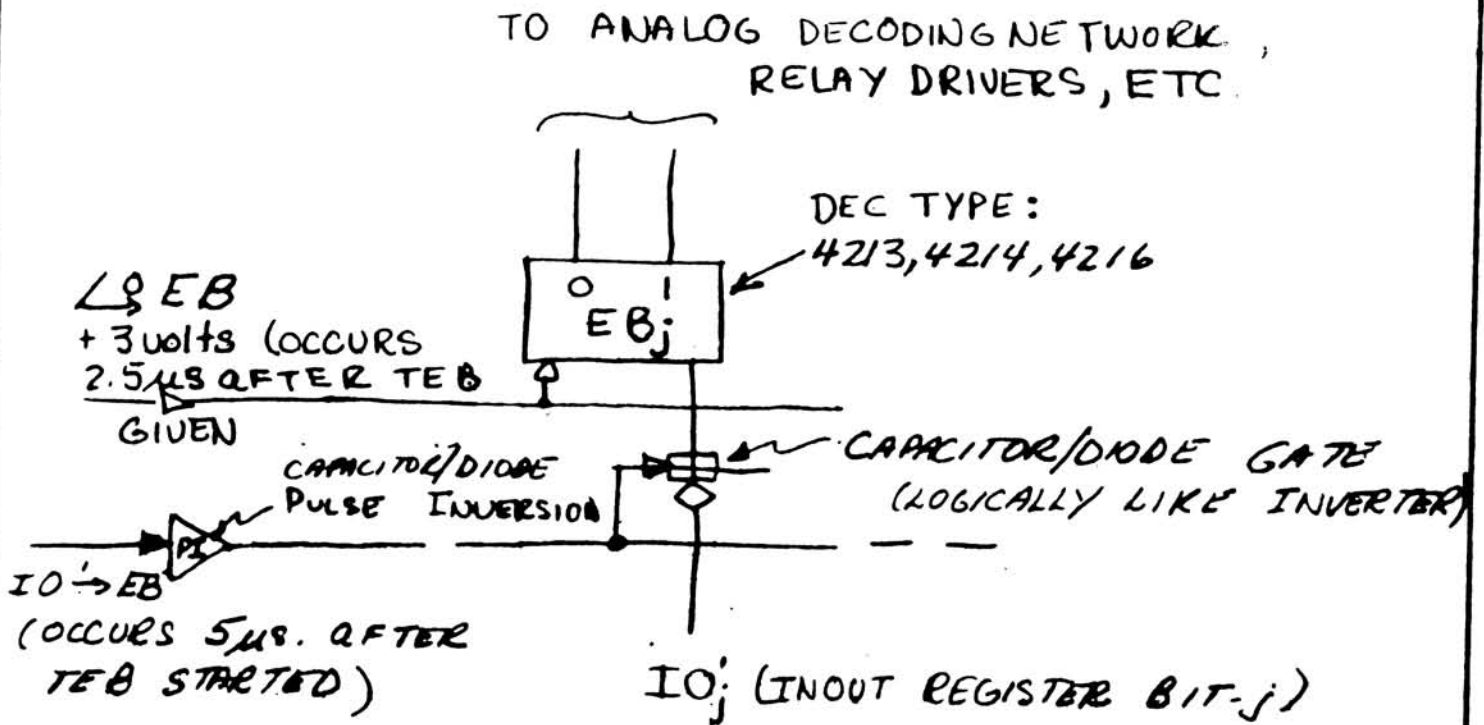 TO ANALOG DECODING NETWORK,
RELAY DRIVERS, ETC.
DEC TYPE:
4213, 4214, 4216
0 1
EBj
EB
+3 volts (OCCURS
2.5μs AFTER TEB
GIVEN
CAPACITOR/DIODE
PULSE INVERSION
CAPACITOR/DIODE GATE
(LOGICALLY LIKE INVERTER)
PI
IO → EB
(OCCURS 5μs. AFTER
TEB STARTED)
IOj (INOUT REGISTER BIT-j)